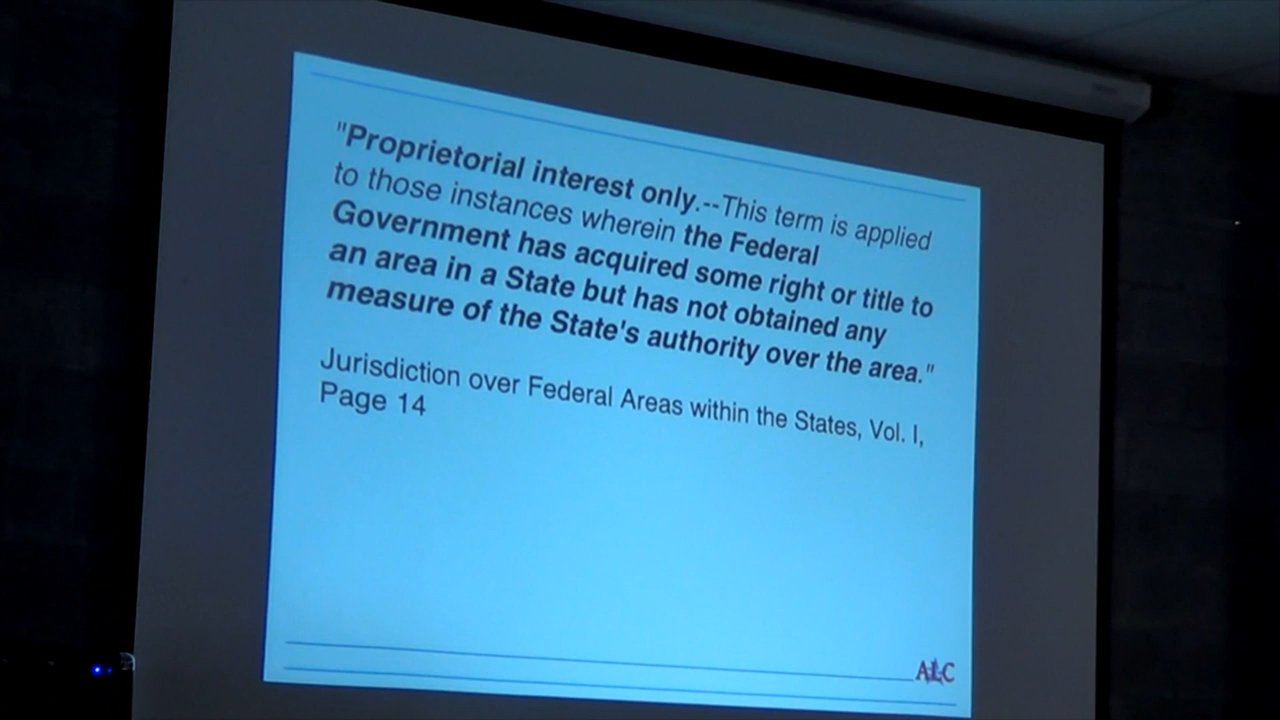 "Proprietorial interest only.--This term is applied
to those instances wherein the Federal
Government has acquired some right or title to
an area in a State but has not obtained any
measure of the State's authority over the area."
Jurisdiction over Federal Areas within the States, Vol. I,
Page 14
ALC